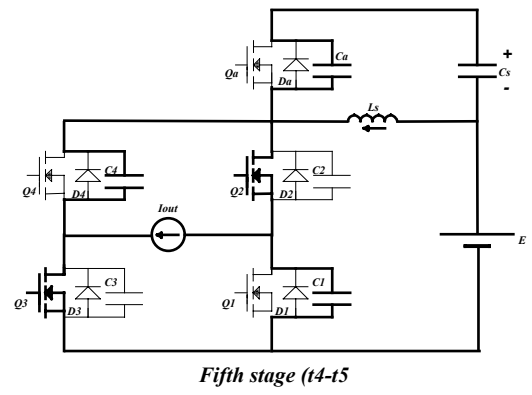 Qa
Da
Ca
+
Cs
-
Ls
Q4
D4
C4
Q2
D2
C2
Iout
E
Q3
D3
C3
Q1
D1
C1
Fifth stage (t4-t5